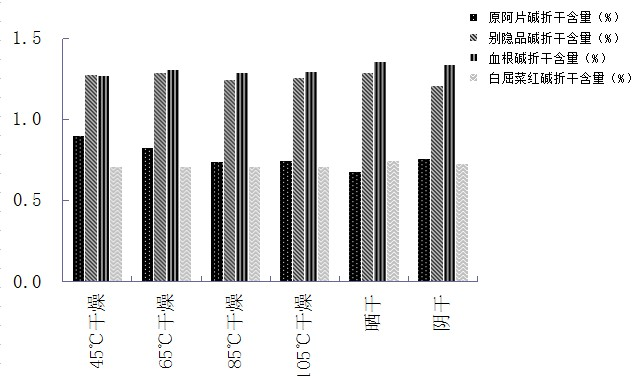 原阿片碱折干含量（%）
别隐品碱折干含量（%）
血根碱折干含量（%）
白屈菜红碱折干含量（%）
1.5
1.0
0.5
0.0
45℃干燥
65℃干燥
85℃干燥
105℃干燥
晒干
阴干